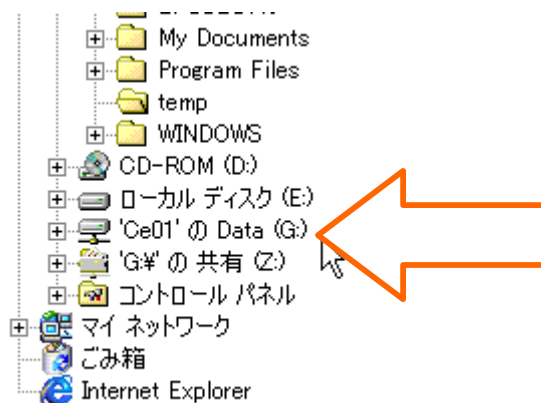 My Documents
Program Files
temp
WINDOWS
CD-ROM (D:)
ローカル ディスク (E:)
'Ce01' の Data (G:)
'G:¥' の 共有 (Z:)
コントロール パネル
マイ ネットワーク
ごみ箱
Internet Explorer